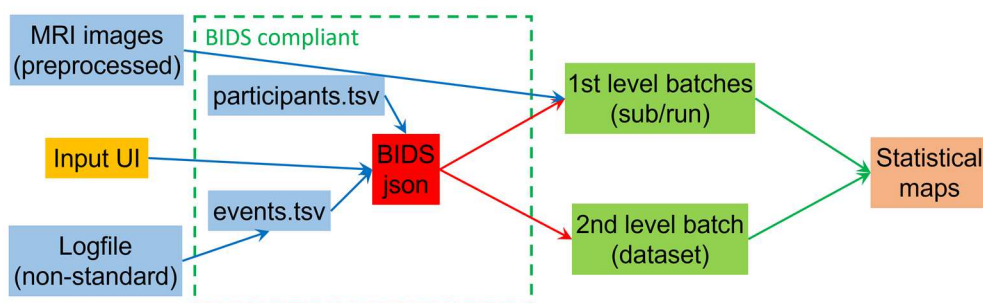 MRI images
(preprocessed)
BIDS compliant
participants.tsv
Input UI
BIDS
json
events.tsv
Logfile
(non-standard)
1st level batches
(sub/run)
2nd level batch
(dataset)
Statistical
maps